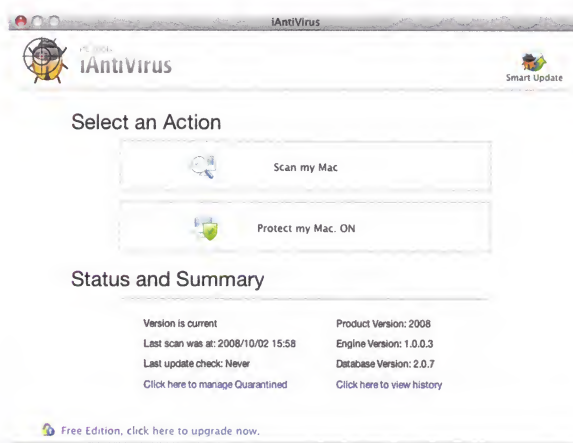 iAntiVirus
PC Tools
iAntiVirus
Smart Update
Select an Action
Scan my Mac
Protect my Mac. ON
Status and Summary
Version is current
Product Version: 2008
Last scan was at: 2008/10/02 15:58
Engine Version: 1.0.0.3
Last update check: Never
Database Version: 2.0.7
Click here to manage Quarantined
Click here to view history
Free Edition, click here to upgrade now.